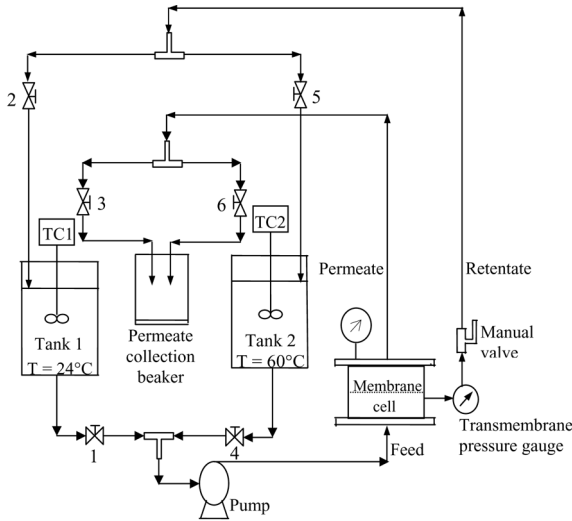 2
5
3
6
TC1
TC2
Permeate
Retentate
Tank 1
T = 24°C
Permeate
collection
beaker
Tank 2
T = 60°C
Manual
valve
Membrane
cell
Transmembrane
pressure gauge
1
4
Feed
Pump